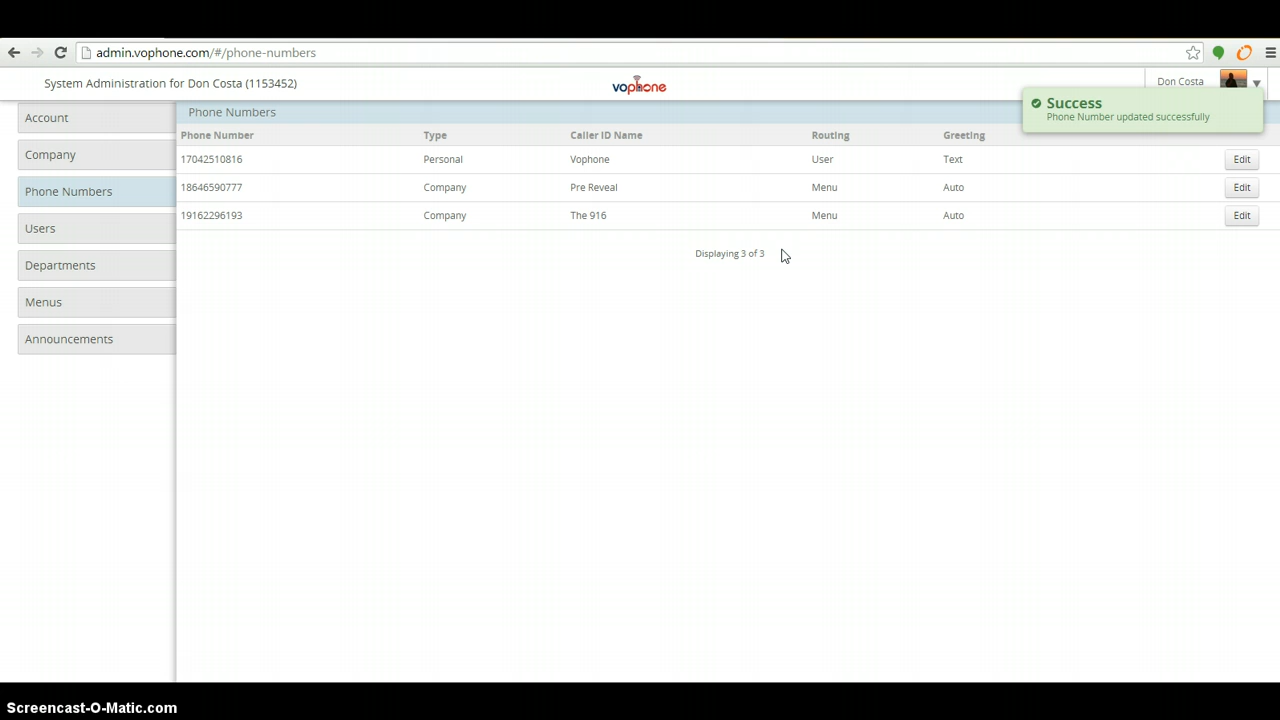 admin.vophone.com/#/phone-numbers
System Administration for Don Costa (1153452)
vophone
Don Costa
Success
Phone Number updated successfully
Account
Company
Phone Numbers
Users
Departments
Menus
Announcements
Phone Numbers
Phone Number Type Caller ID Name Routing Greeting
17042510816 Personal Vophone User Text Edit
18646590777 Company Pre Reveal Menu Auto Edit
19162296193 Company The 916 Menu Auto Edit
Displaying 3 of 3
Screencast-O-Matic.com